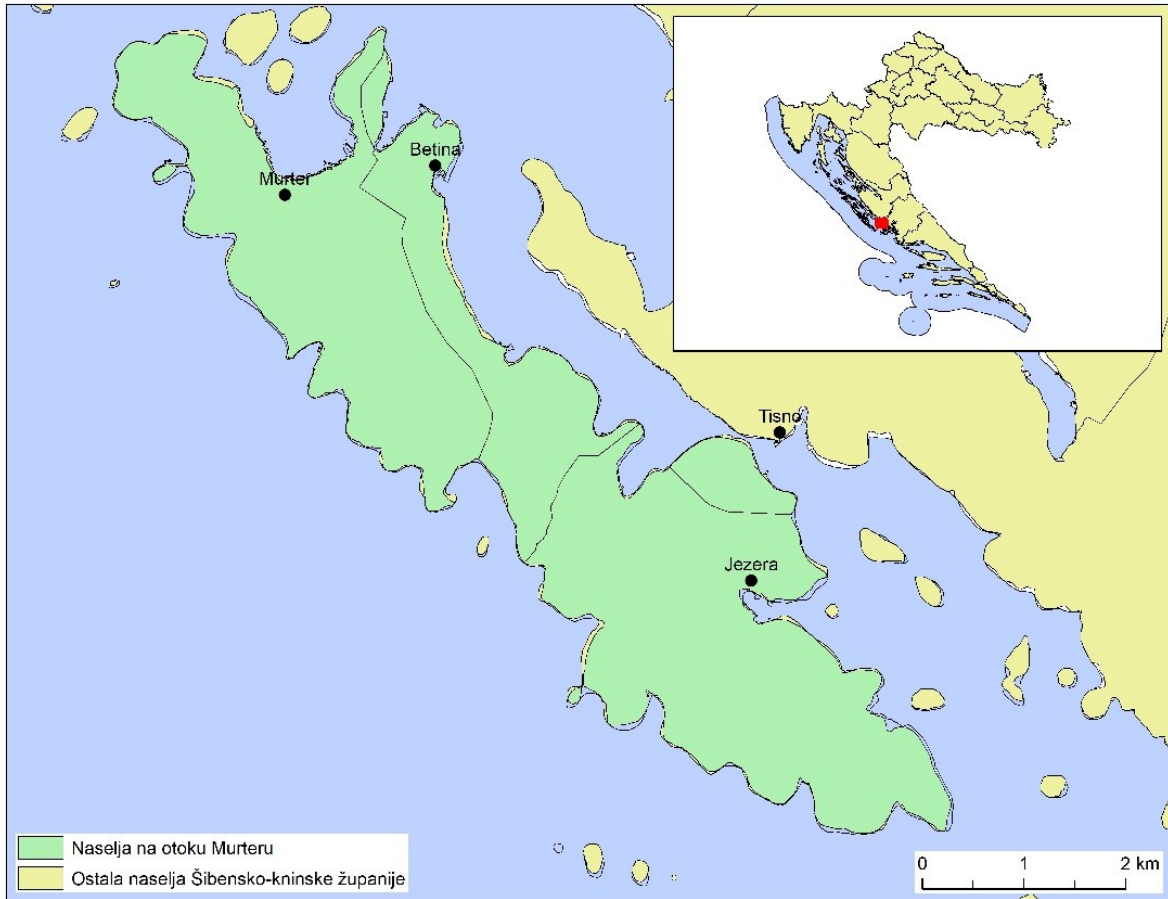 Betina
Murter
Tisno
Jezera
Naselja na otoku Murteru
Ostala naselja Šibensko-kninske županije
0 1 2 km